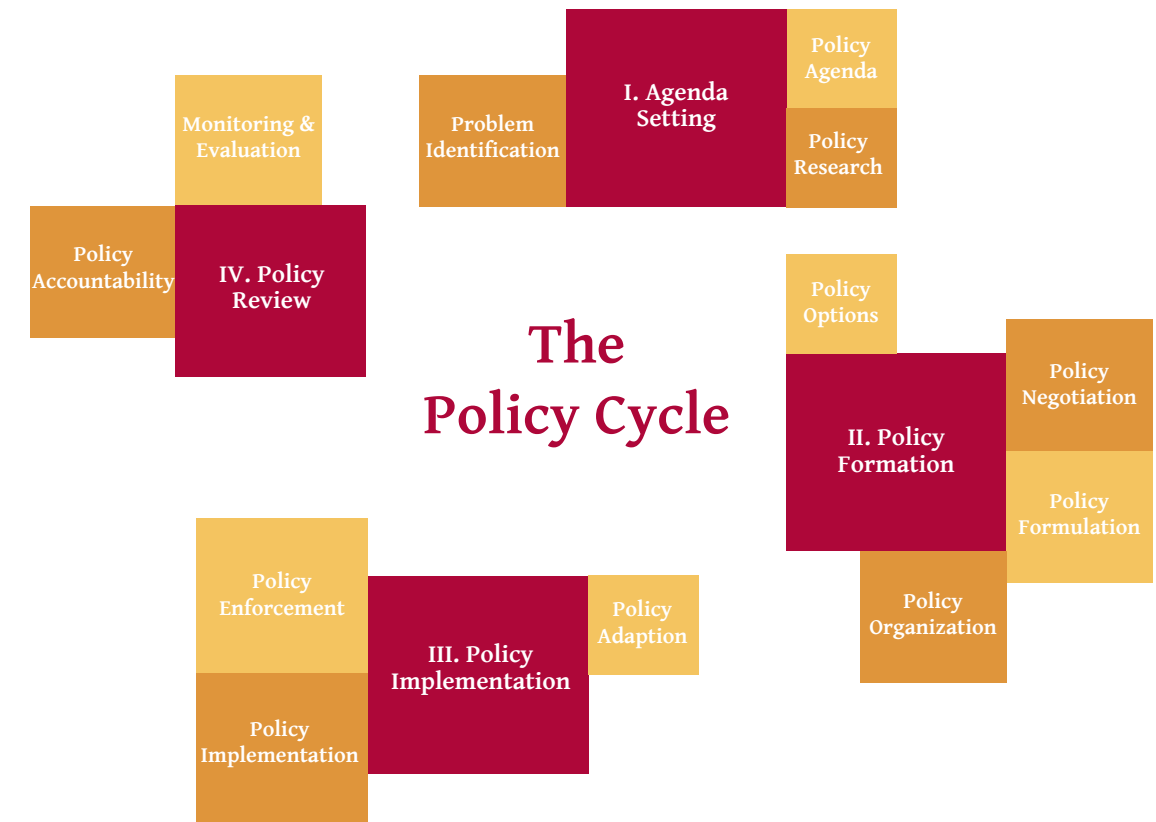 The
Policy Cycle
I. Agenda
Setting
Problem
Identification
Policy
Agenda
Policy
Research
II. Policy
Formation
Policy
Options
Policy
Negotiation
Policy
Formulation
Policy
Organization
III. Policy
Implementation
Policy
Adaption
Policy
Enforcement
Policy
Implementation
IV. Policy
Review
Policy
Accountability
Monitoring &
Evaluation